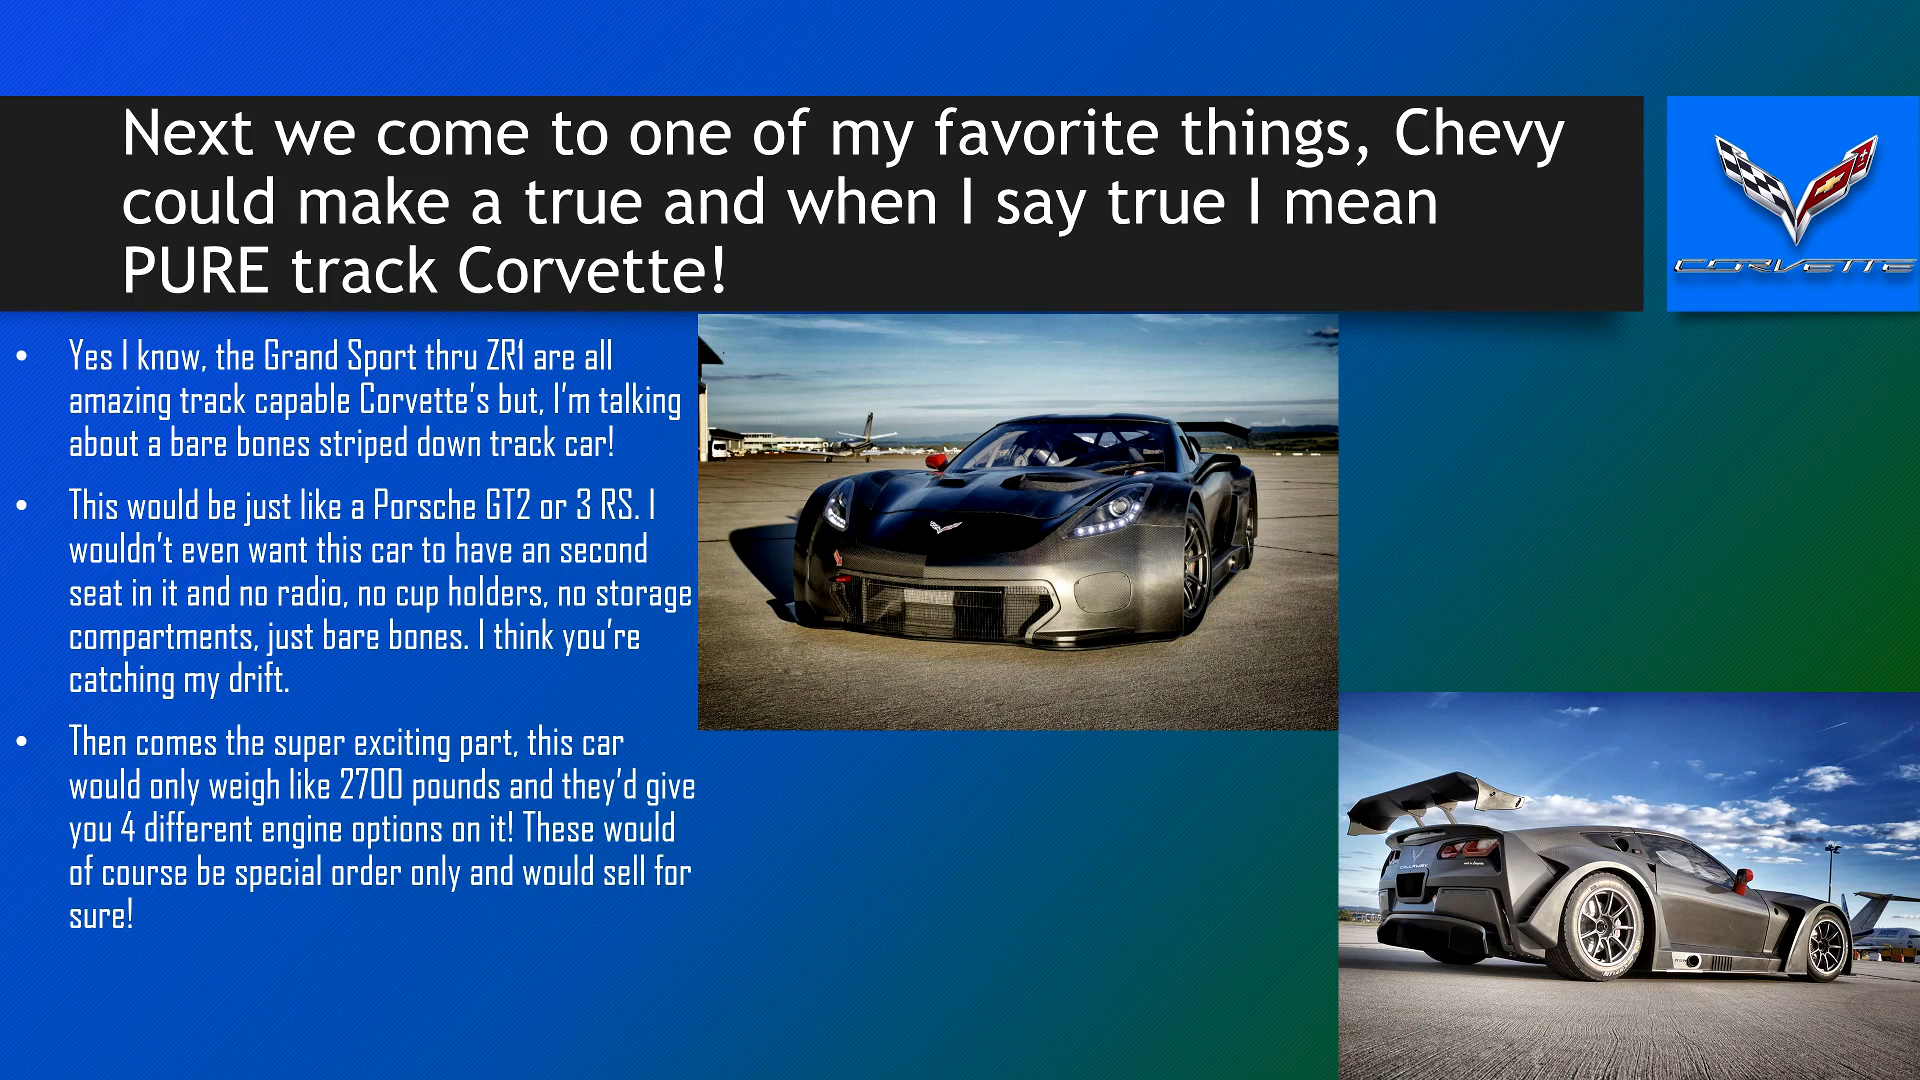 Next we come to one of my favorite things, Chevy
could make a true and when I say true I mean
PURE track Corvette!
CORVETTE
• Yes I know, the Grand Sport thru ZR1 are all
amazing track capable Corvette’s but, I’m talking
about a bare bones striped down track car!
• This would be just like a Porsche GT2 or 3 RS. I
wouldn’t even want this car to have an second
seat in it and no radio, no cup holders, no storage
compartments, just bare bones. I think you’re
catching my drift.
• Then comes the super exciting part, this car
would only weigh like 2700 pounds and they’d give
you 4 different engine options on it! These would
of course be special order only and would sell for
sure!
CALLAWAY